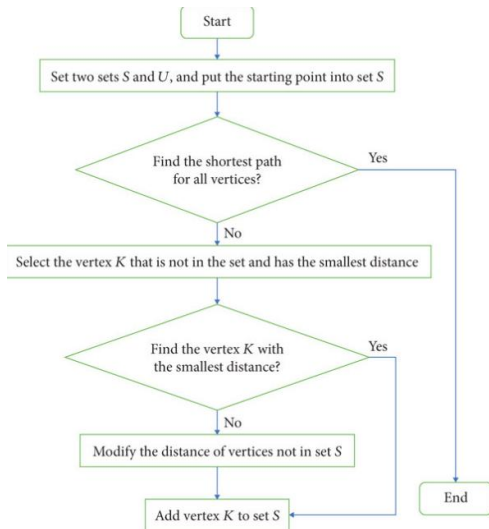 Start
Set two sets S and U, and put the starting point into set S
Find the shortest path
for all vertices?
Yes
No
Select the vertex K that is not in the set and has the smallest distance
Find the vertex K with
the smallest distance?
Yes
No
Modify the distance of vertices not in set S
End
Add vertex K to set S